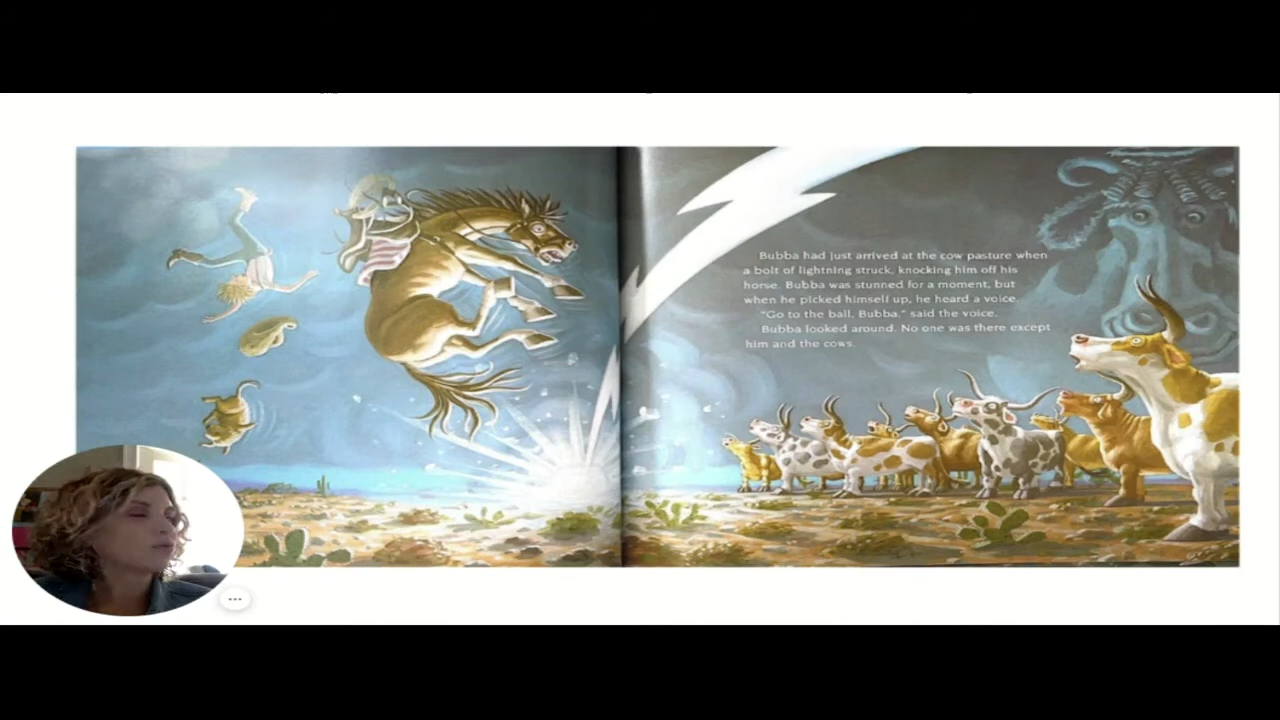 Bubba had just arrived at the cow pasture when
a bolt of lightning struck, knocking him off his
horse. Bubba was stunned for a moment, but
when he picked himself up, he heard a voice.
"Go to the ball, Bubba," said the voice.
Bubba looked around. No one was there except
him and the cows.